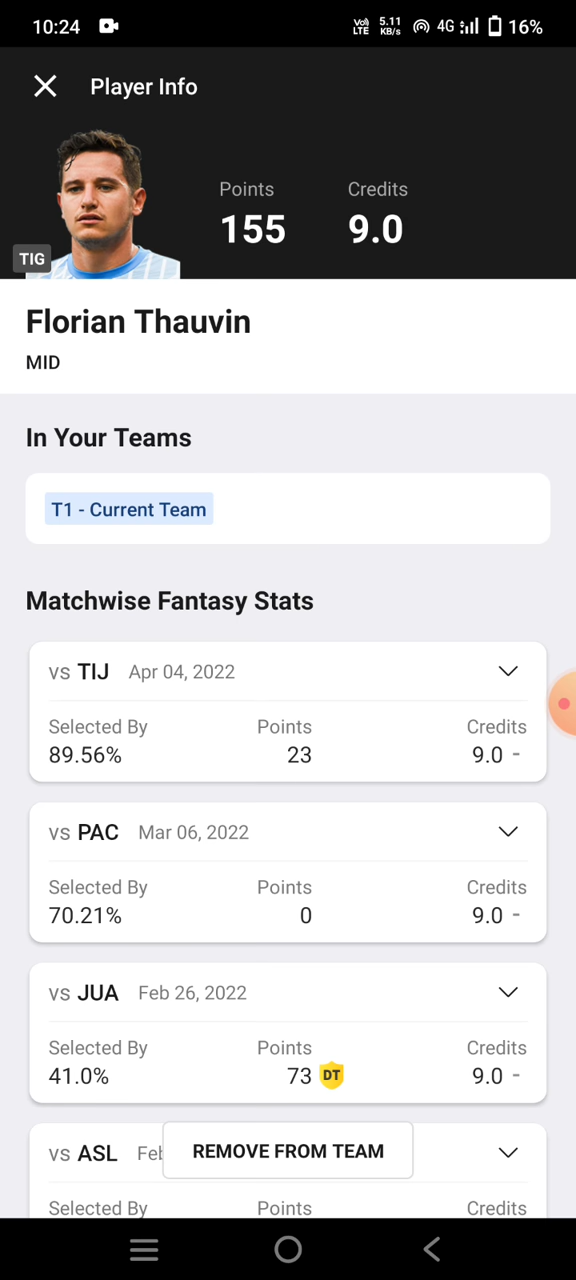 10:24 Vo) LTE 5.11 KB/s 4G 16%
Player Info
Points Credits
155 9.0
TIG
Florian Thauvin
MID
In Your Teams
T1 - Current Team
Matchwise Fantasy Stats
vs TIJ Apr 04, 2022
Selected By Points Credits
89.56% 23 9.0 -
vs PAC Mar 06, 2022
Selected By Points Credits
70.21% 0 9.0 -
vs JUA Feb 26, 2022
Selected By Points Credits
41.0% 73 DT 9.0 -
vs ASL Feb REMOVE FROM TEAM
Selected By Points Credits